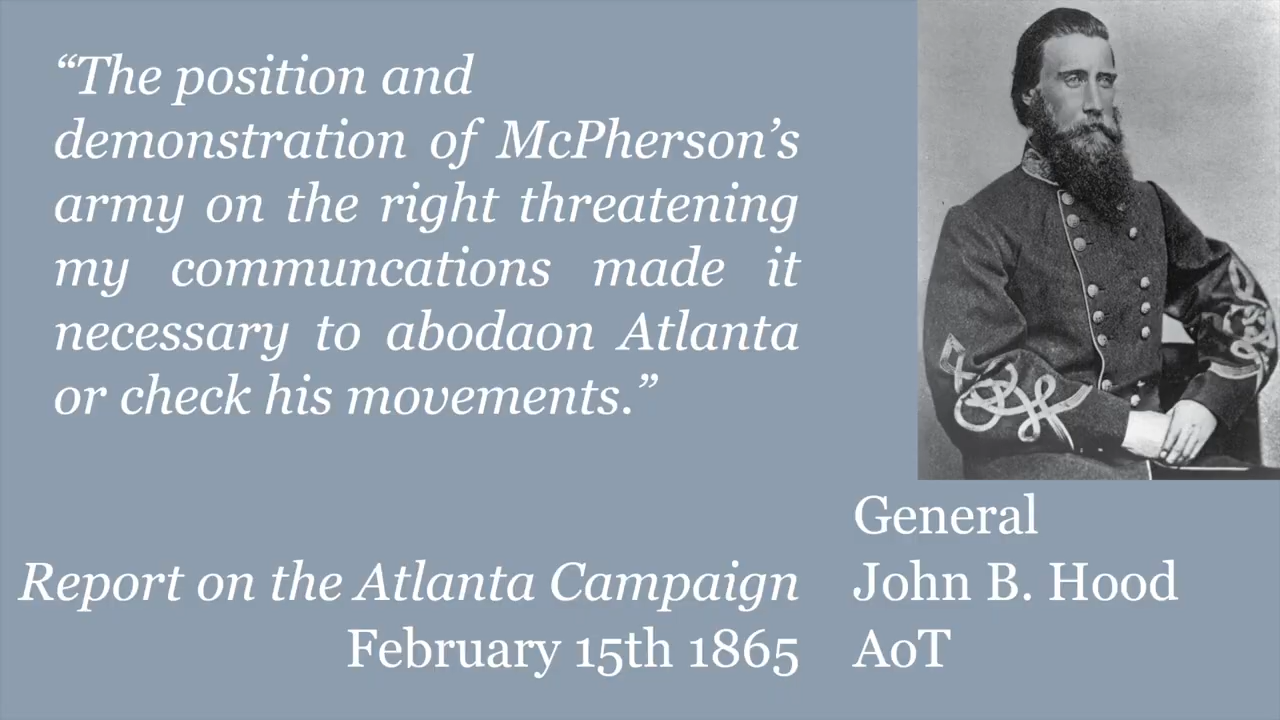 “The position and
demonstration of McPherson’s
army on the right threatening
my communcations made it
necessary to abodaon Atlanta
or check his movements.”
Report on the Atlanta Campaign
February 15th 1865
General
John B. Hood
AoT